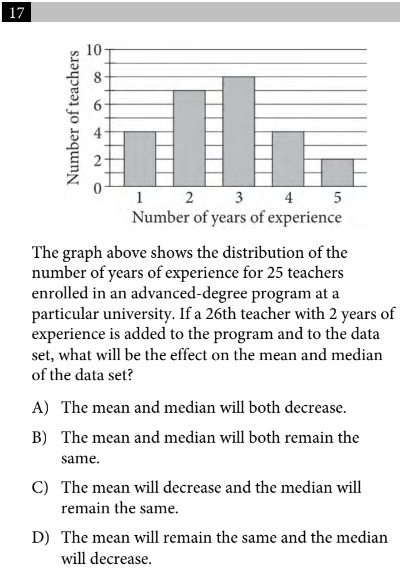 17
10
8
6
4
2
0
Number of teachers
1 2 3 4 5
Number of years of experience
The graph above shows the distribution of the
number of years of experience for 25 teachers
enrolled in an advanced-degree program at a
particular university. If a 26th teacher with 2 years of
experience is added to the program and to the data
set, what will be the effect on the mean and median
of the data set?
A) The mean and median will both decrease.
B) The mean and median will both remain the
same.
C) The mean will decrease and the median will
remain the same.
D) The mean will remain the same and the median
will decrease.